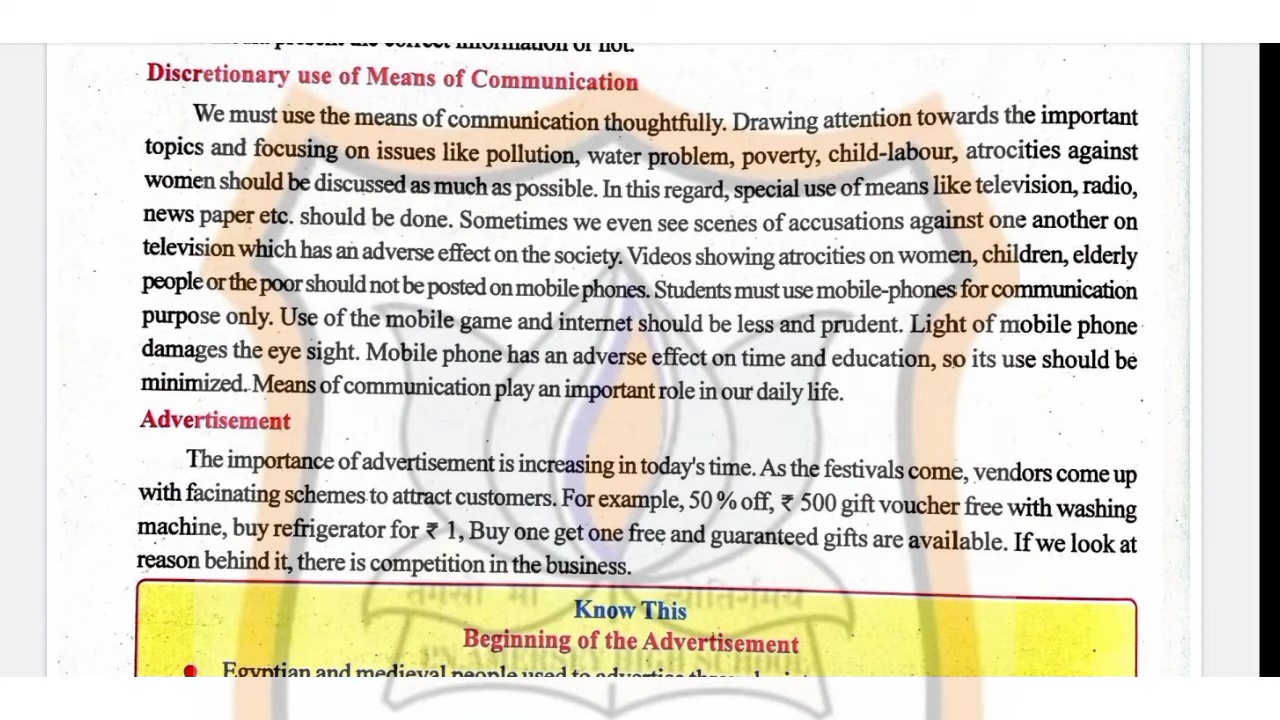 present the correct information or not.
Discretionary use of Means of Communication
We must use the means of communication thoughtfully. Drawing attention towards the important
topics and focusing on issues like pollution, water problem, poverty, child-labour, atrocities against
women should be discussed as much as possible. In this regard, special use of means like television, radio,
news paper etc. should be done. Sometimes we even see scenes of accusations against one another on
television which has an adverse effect on the society. Videos showing atrocities on women, children, elderly
people or the poor should not be posted on mobile phones. Students must use mobile-phones for communication
purpose only. Use of the mobile game and internet should be less and prudent. Light of mobile phone
damages the eye sight. Mobile phone has an adverse effect on time and education, so its use should be
minimized. Means of communication play an important role in our daily life.
Advertisement
The importance of advertisement is increasing in today's time. As the festivals come, vendors come up
with facinating schemes to attract customers. For example, 50 % off, ₹ 500 gift voucher free with washing
machine, buy refrigerator for ₹ 1, Buy one get one free and guaranteed gifts are available. If we look at
reason behind it, there is competition in the business.
तमसो मा
Know This
Beginning of the Advertisement
HIGH SCHOOL
Egyptian and medieval people used to advertise